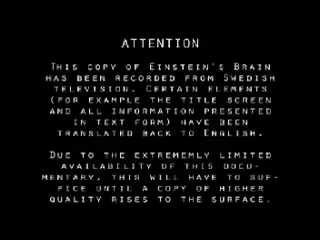 ATTENTION
THIS COPY OF EINSTEIN'S BRAIN
HAS BEEN RECORDED FROM SWEDISH
TELEVISION. CERTAIN ELEMENTS
(FOR EXAMPLE THE TITLE SCREEN
AND ALL INFORMATION PRESENTED
IN TEXT FORM) HAVE BEEN
TRANSLATED BACK TO ENGLISH.
DUE TO THE EXTREMEMLY LIMITED
AVAILABILITY OF THIS DOCU-
MENTARY, THIS WILL HAVE TO SUF-
FICE UNTIL A COPY OF HIGHER
QUALITY RISES TO THE SURFACE.